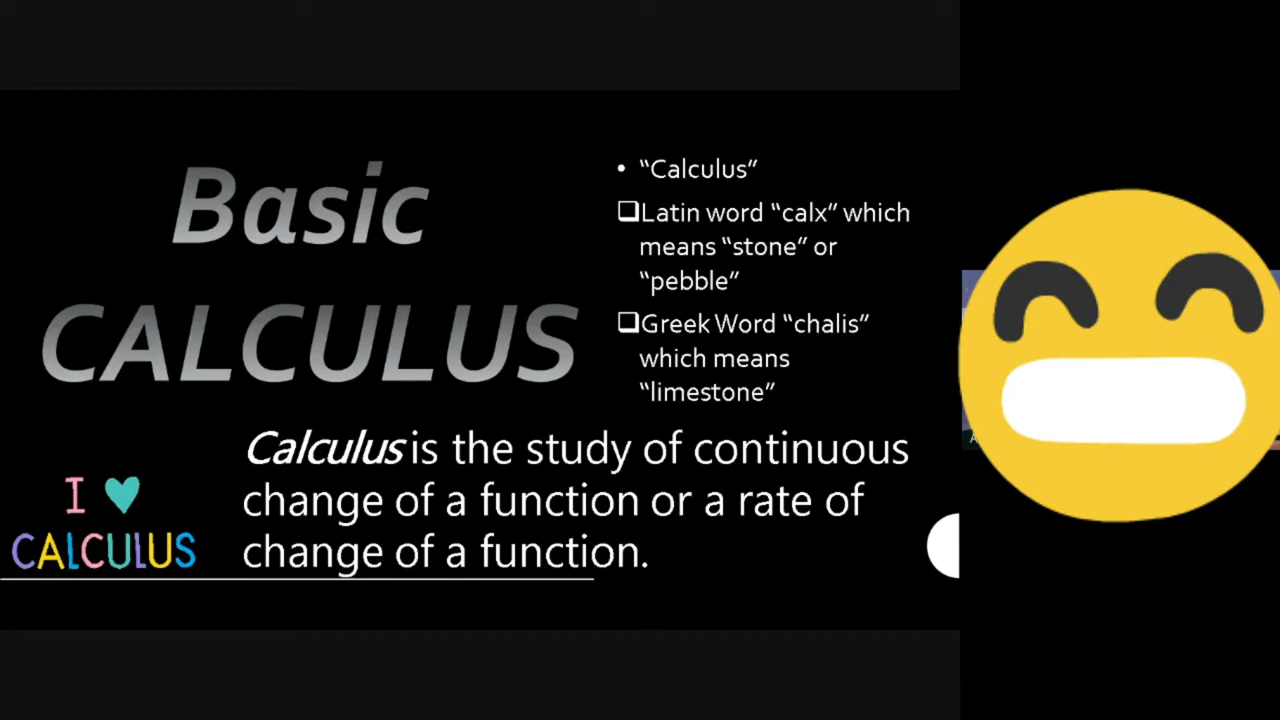 Basic
CALCULUS
• “Calculus”
❑Latin word “calx” which
means “stone” or
“pebble”
❑Greek Word “chalis”
which means
“limestone”
Calculus is the study of continuous
change of a function or a rate of
change of a function.
I ♥
CALCULUS